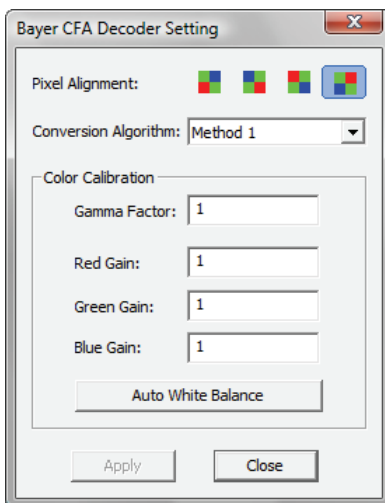 Bayer CFA Decoder Setting
Pixel Alignment:
Conversion Algorithm: Method 1
Color Calibration
Gamma Factor: 1
Red Gain: 1
Green Gain: 1
Blue Gain: 1
Auto White Balance
Apply Close